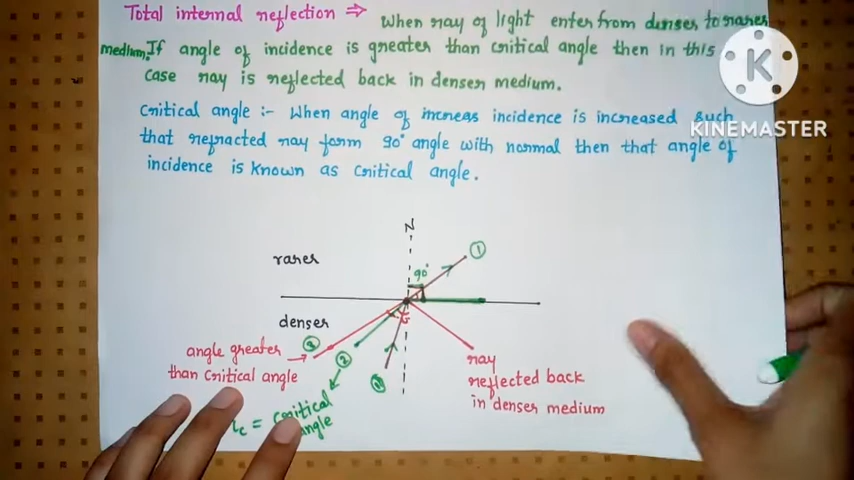 Total internal reflection ⇒ When ray of light enter from denser to rarer
medium. If angle of incidence is greater than critical angle then in this
case ray is reflected back in denser medium.
Critical angle :- When angle of increas incidence is increased such
that refracted ray form 90° angle with normal then that angle of
incidence is known as critical angle.
K
KINEMASTER
N
①
rarer
90°
denser
③
angle greater
than critical angle
②
①
ray
reflected back
in denser medium
ic = critical
angle